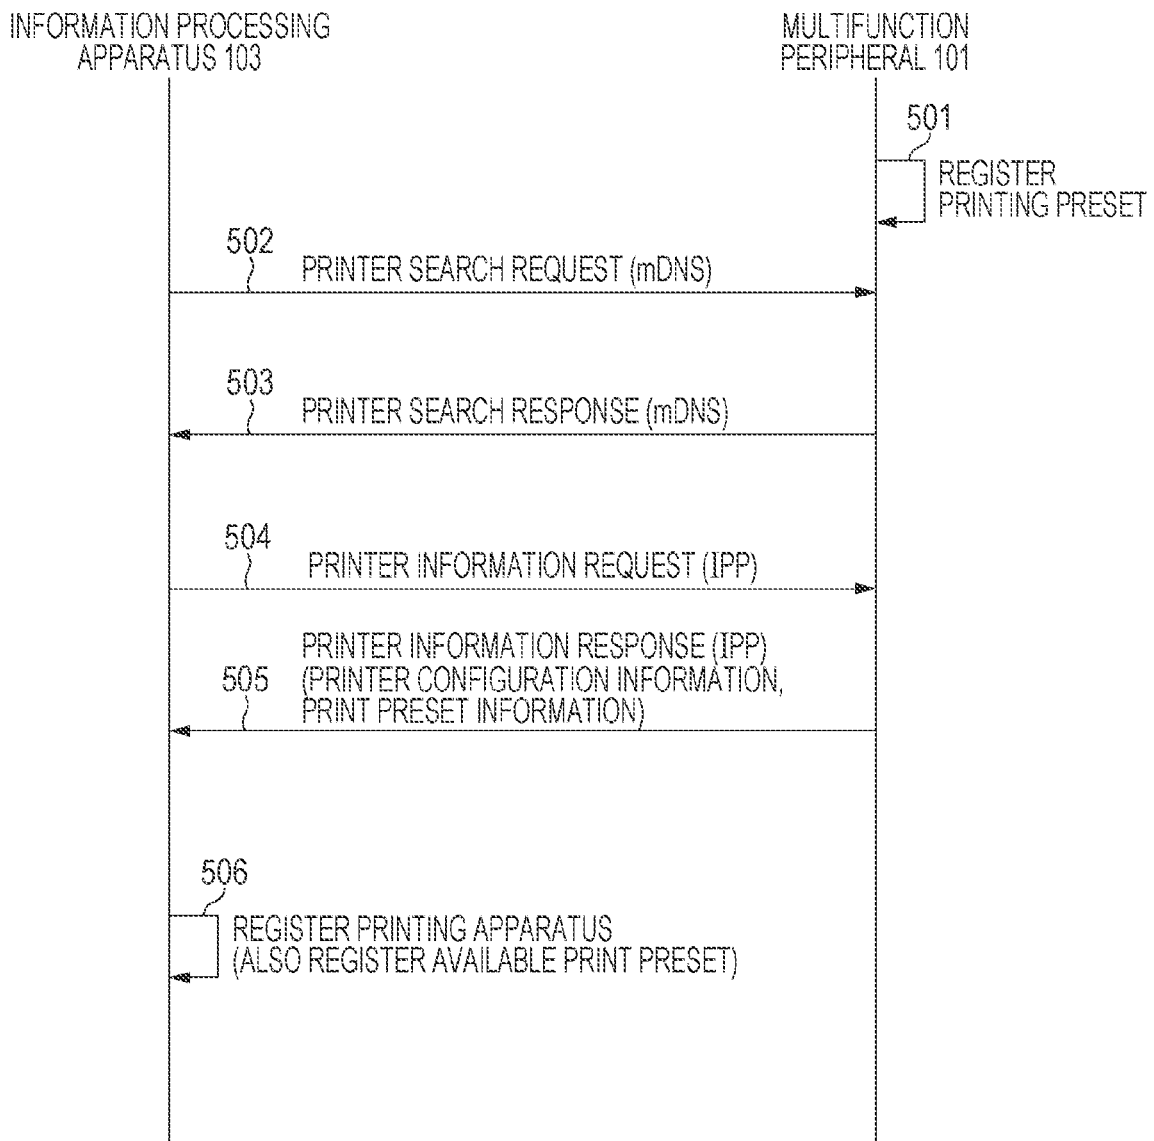 INFORMATION PROCESSING
APPARATUS 103
MULTIFUNCTION
PERIPHERAL 101
501
REGISTER
PRINTING PRESET
502
PRINTER SEARCH REQUEST (mDNS)
503
PRINTER SEARCH RESPONSE (mDNS)
504
PRINTER INFORMATION REQUEST (IPP)
505
PRINTER INFORMATION RESPONSE (IPP)
(PRINTER CONFIGURATION INFORMATION,
PRINT PRESET INFORMATION)
506
REGISTER PRINTING APPARATUS
(ALSO REGISTER AVAILABLE PRINT PRESET)